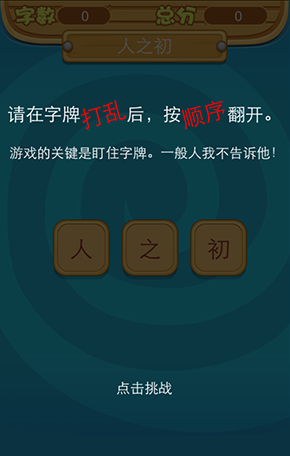 字数 0 总分 0
人之初
请在字牌打乱后，按顺序翻开。
游戏的关键是盯住字牌。一般人我不告诉他！
人 之 初
点击挑战